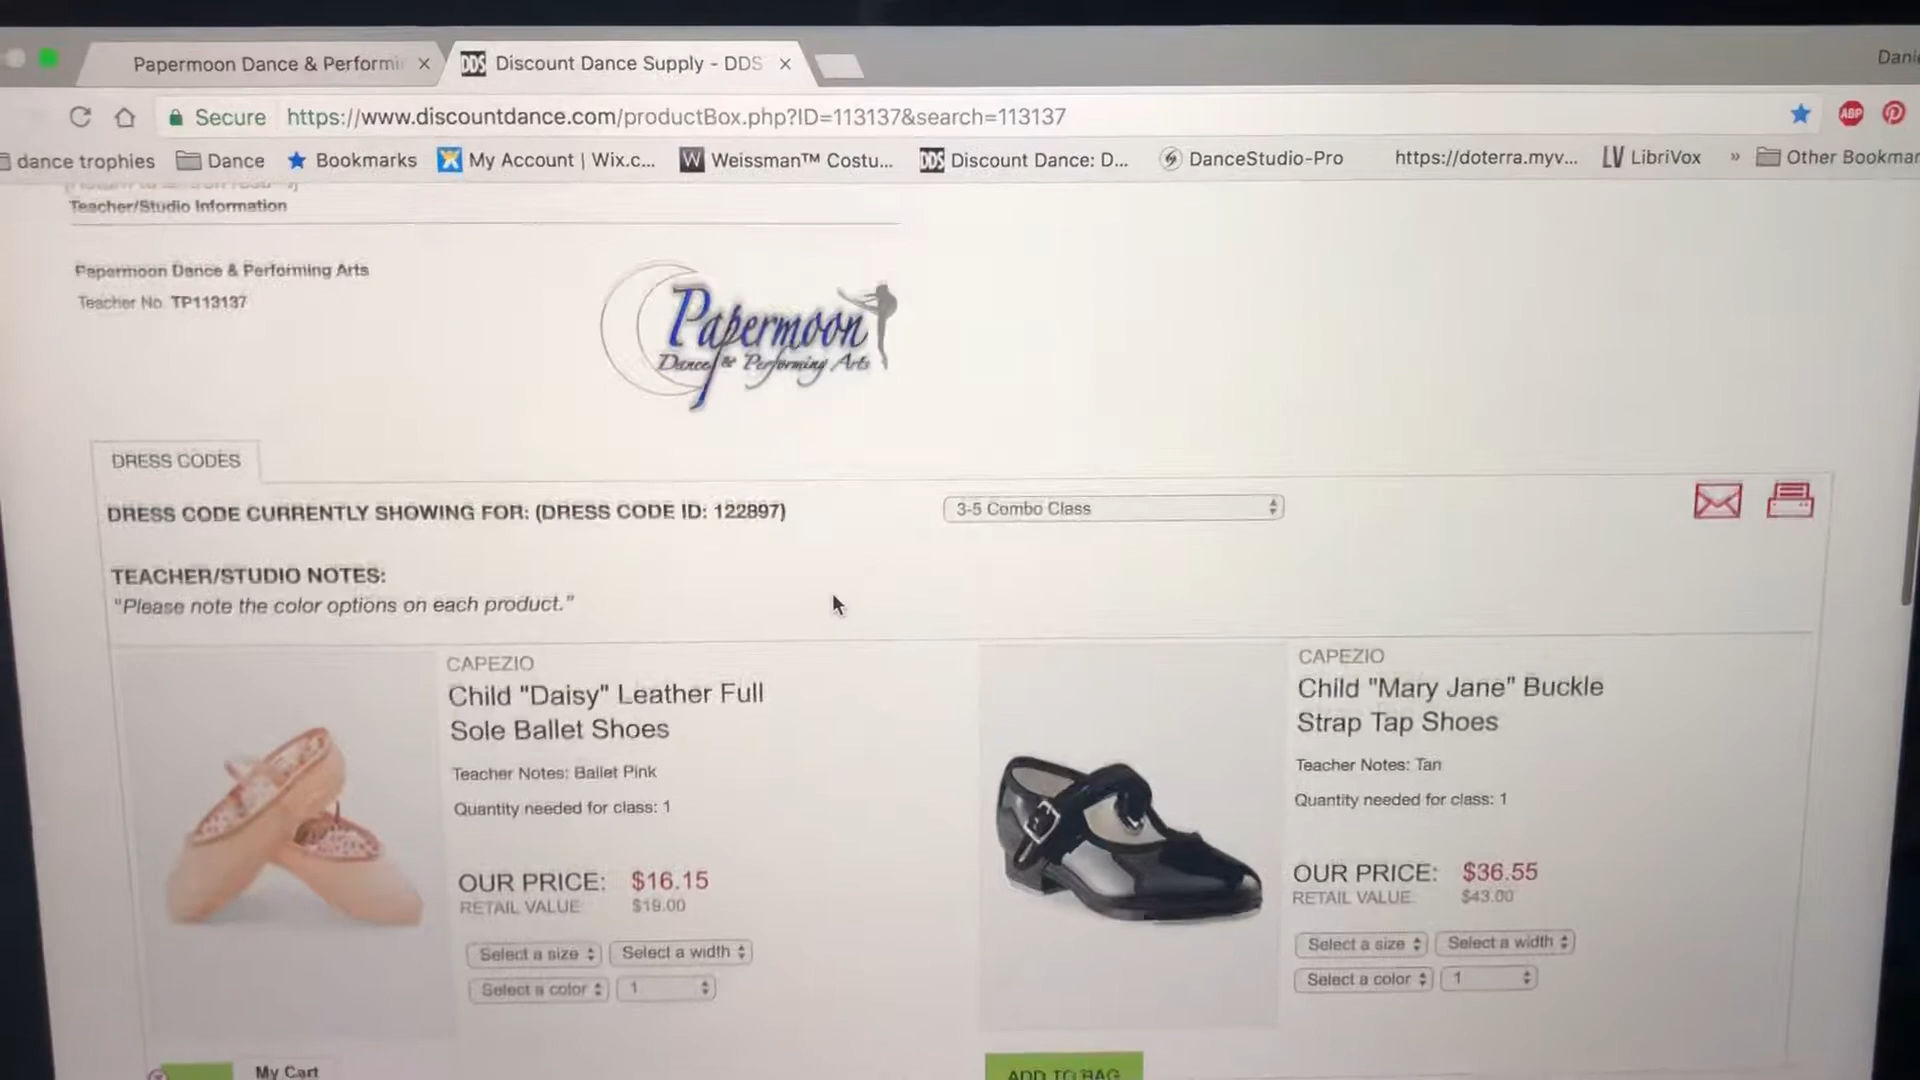 Papermoon Dance & Performi
DDS Discount Dance Supply - DDS
Secure https://www.discountdance.com/productBox.php?ID=113137&search=113137
ABP
dance trophies Dance Bookmarks My Account | Wix.c... W Weissman™ Costu... DDS Discount Dance: D... DanceStudio-Pro https://doterra.myv... LV LibriVox » Other Bookmar
Teacher/Studio Information
Papermoon Dance & Performing Arts
Teacher No. TP113137
Papermoon
Dance & Performing Arts
DRESS CODES
DRESS CODE CURRENTLY SHOWING FOR: (DRESS CODE ID: 122897)
3-5 Combo Class
TEACHER/STUDIO NOTES:
"Please note the color options on each product."
CAPEZIO
Child "Daisy" Leather Full
Sole Ballet Shoes
Teacher Notes: Ballet Pink
Quantity needed for class: 1
OUR PRICE: $16.15
RETAIL VALUE: $19.00
Select a size Select a width
Select a color 1
CAPEZIO
Child "Mary Jane" Buckle
Strap Tap Shoes
Teacher Notes: Tan
Quantity needed for class: 1
OUR PRICE: $36.55
RETAIL VALUE: $43.00
Select a size Select a width
Select a color 1
My Cart
ADD TO BAG